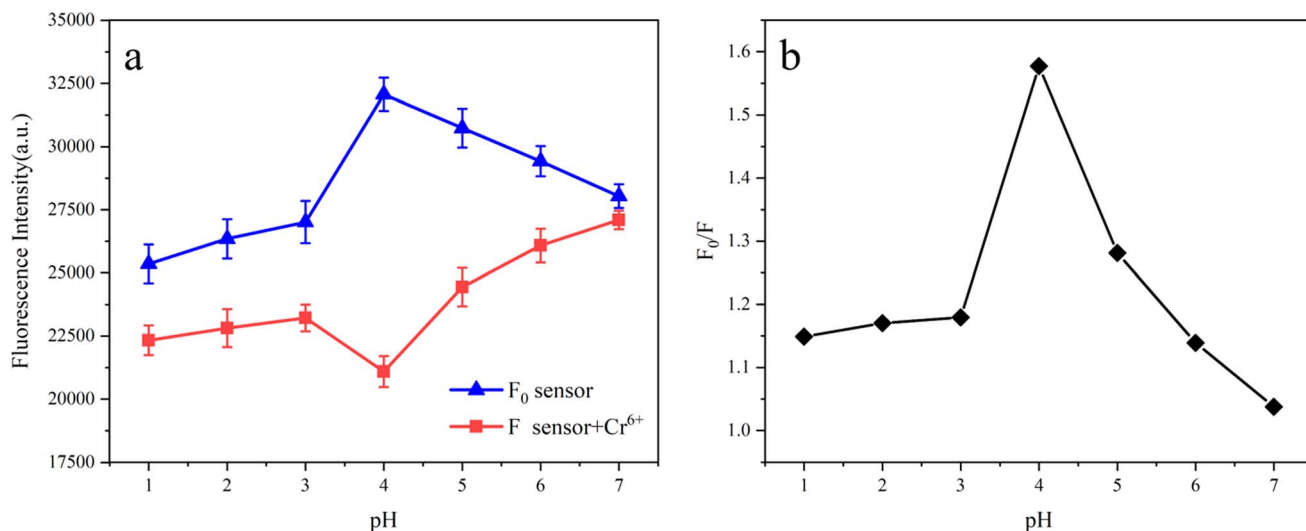 a
35000
32500
30000
27500
25000
22500
20000
17500
Fluorescence Intensity(a.u.)
F₀ sensor
F sensor+Cr⁶⁺
1 2 3 4 5 6 7
pH
b
1.6
1.5
1.4
1.3
1.2
1.1
1.0
F₀/F
1 2 3 4 5 6 7
pH